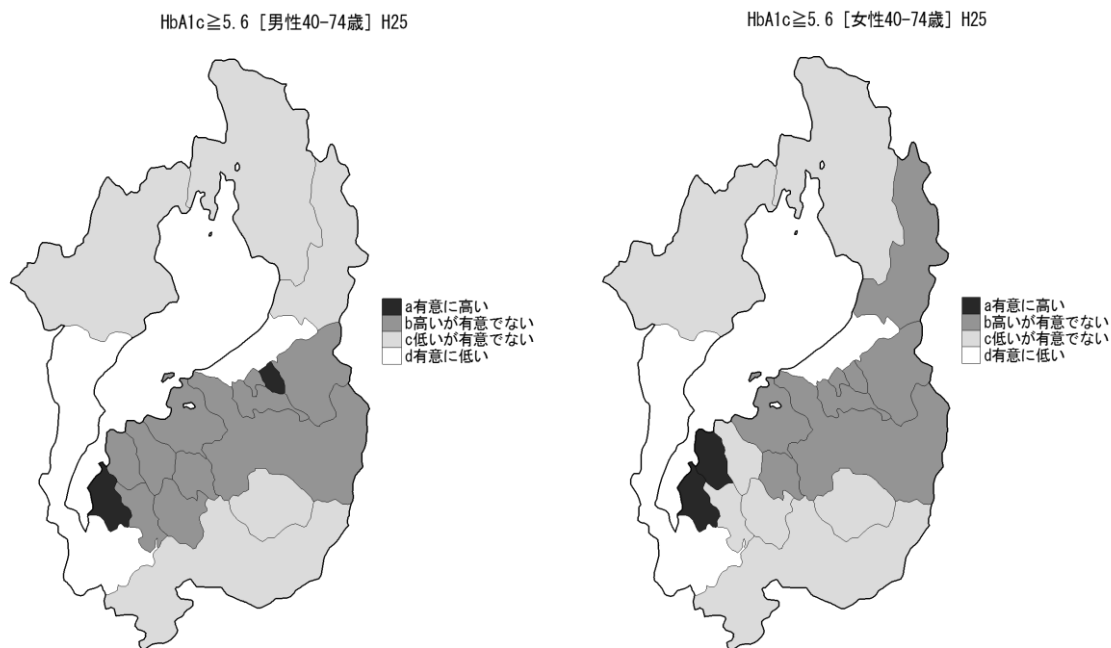 HbA1c≧5.6 [男性40-74歳] H25
a有意に高い
b高いが有意でない
c低いが有意でない
d有意に低い
HbA1c≧5.6 [女性40-74歳] H25
a有意に高い
b高いが有意でない
c低いが有意でない
d有意に低い